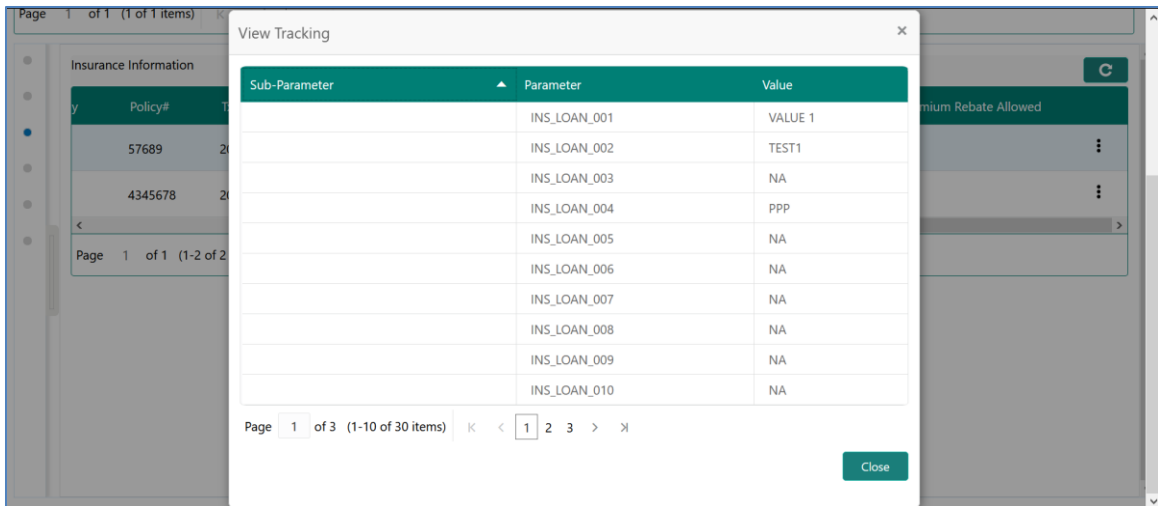 Page 1 of 1 (1 of 1 items)
View Tracking
Insurance Information
Policy#
mium Rebate Allowed
57689
4345678
Page 1 of 1 (1-2 of 2
Sub-Parameter Parameter Value
INS_LOAN_001 VALUE 1
INS_LOAN_002 TEST1
INS_LOAN_003 NA
INS_LOAN_004 PPP
INS_LOAN_005 NA
INS_LOAN_006 NA
INS_LOAN_007 NA
INS_LOAN_008 NA
INS_LOAN_009 NA
INS_LOAN_010 NA
Page 1 of 3 (1-10 of 30 items) 1 2 3
Close